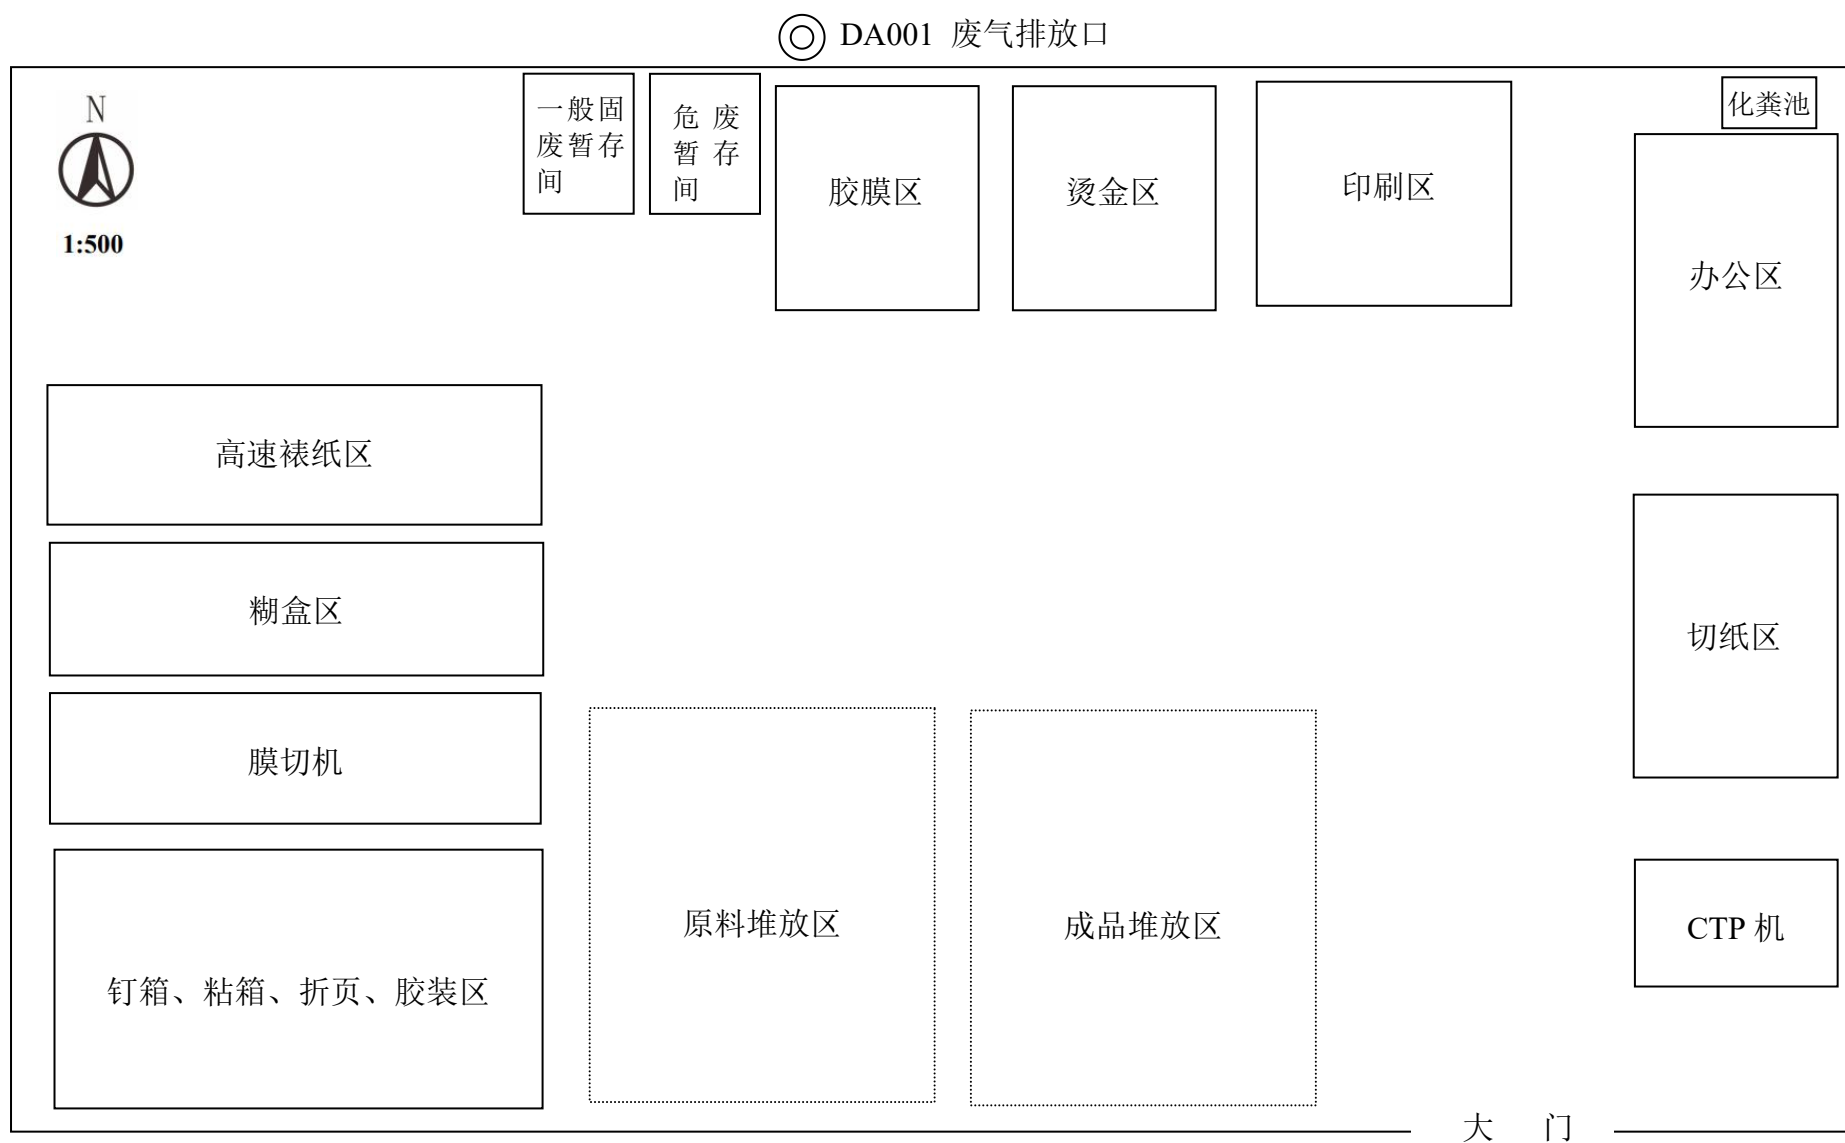 DA001 废气排放口
N
1:500
一般固
废暂存
间
危废
暂存
间
胶膜区
烫金区
印刷区
化粪池
办公区
高速裱纸区
糊盒区
切纸区
膜切机
原料堆放区
成品堆放区
CTP 机
钉箱、粘箱、折页、胶装区
大 门